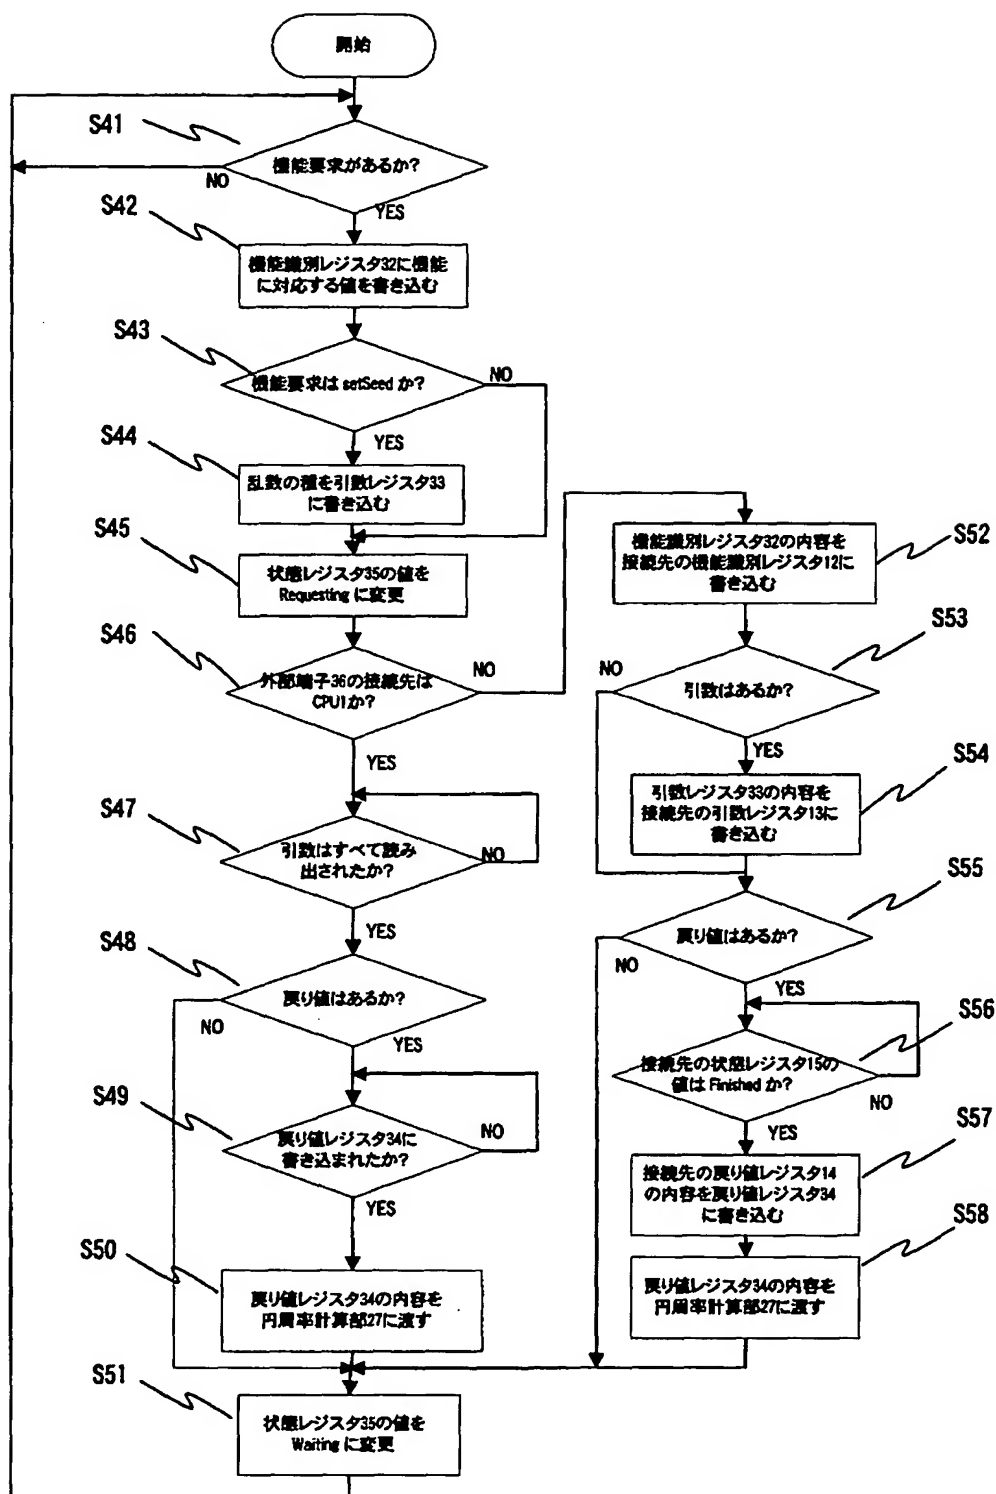 開始
S41
機能要求があるか?
NO
YES
S42
機能識別レジスタ32に機能
に対応する値を書き込む
S43
機能要求は setSeed か?
NO
YES
S44
乱数の種を引数レジスタ33
に書き込む
S45
状態レジスタ35の値を
Requesting に変更
S46
外部端子36の接続先は
CPU1か?
NO
YES
S47
引数はすべて読み
出されたか?
NO
YES
S48
戻り値はあるか?
NO
YES
S49
戻り値レジスタ34に
書き込まれたか?
NO
YES
S50
戻り値レジスタ34の内容を
円周率計算部27に渡す
S51
状態レジスタ35の値を
Waiting に変更
S52
機能識別レジスタ32の内容を
接続先の機能識別レジスタ12に
書き込む
S53
引数はあるか?
NO
YES
S54
引数レジスタ33の内容を
接続先の引数レジスタ13に
書き込む
S55
戻り値はあるか?
NO
YES
S56
接続先の状態レジスタ15の
値は Finished か?
NO
YES
S57
接続先の戻り値レジスタ14
の内容を戻り値レジスタ34
に書き込む
S58
戻り値レジスタ34の内容を
円周率計算部27に渡す